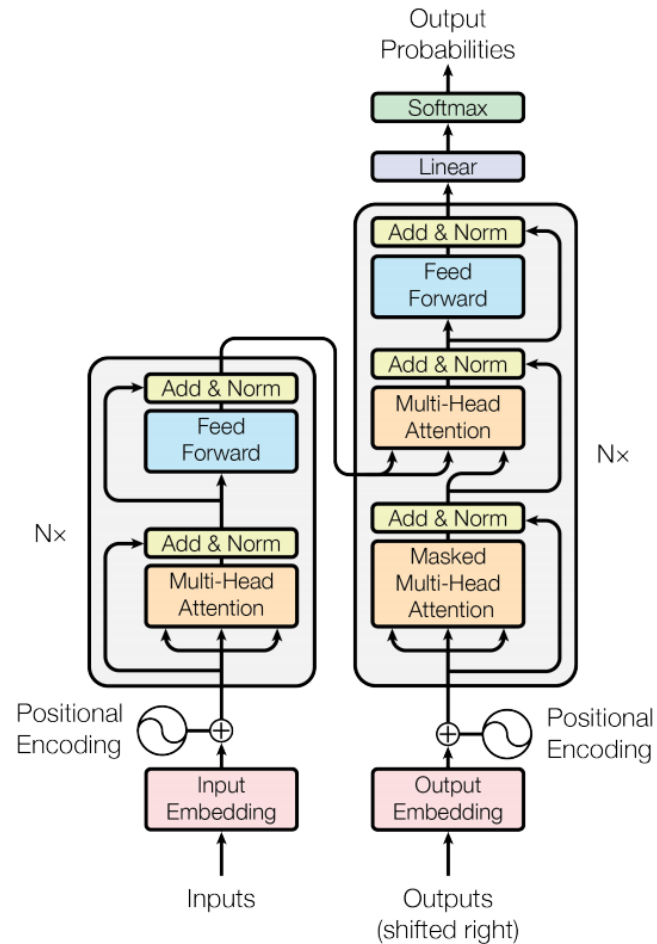 Output
Probabilities
Softmax
Linear
Add & Norm
Feed
Forward
Add & Norm
Multi-Head
Attention
Add & Norm
Masked
Multi-Head
Attention
Nx
Add & Norm
Feed
Forward
Add & Norm
Multi-Head
Attention
Nx
Positional
Encoding
Positional
Encoding
Input
Embedding
Output
Embedding
Inputs
Outputs
(shifted right)